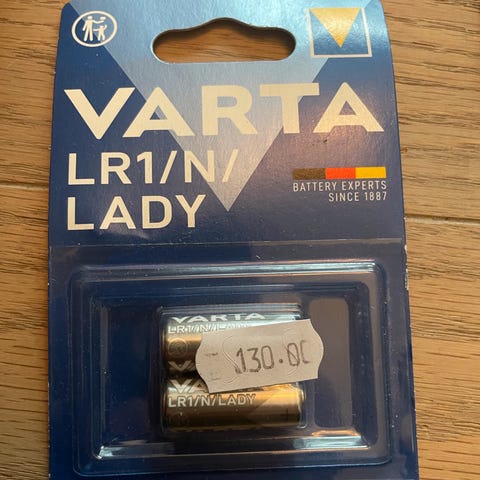 VARTA
LR1/N/
LADY
BATTERY EXPERTS
SINCE 1887
VARTA
LR1/N/LADY
130.00
VARTA
LR1/N/LADY